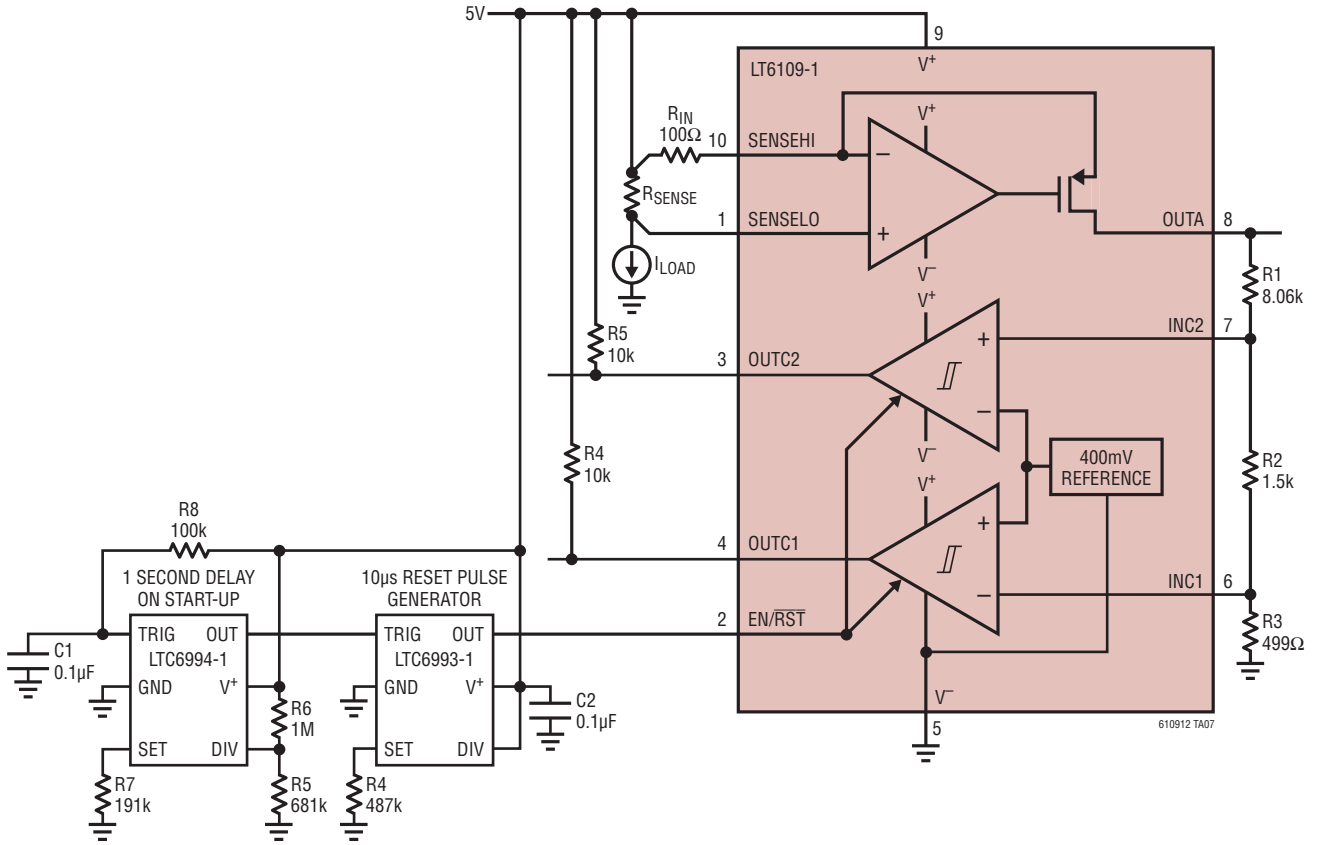 5V
9
LT6109-1
V+
RIN
100Ω
10
SENSEHI
V+
−
RSENSE
1
SENSELO
+
OUTA
8
ILOAD
V−
R1
8.06k
V+
INC2
7
R5
10k
+
3
OUTC2
−
V−
400mV
REFERENCE
R2
1.5k
R4
10k
V+
+
4
OUTC1
R8
100k
−
INC1
6
1 SECOND DELAY
ON START-UP
10µs RESET PULSE
GENERATOR
2
EN/RST
R3
499Ω
C1
0.1µF
TRIG
OUT
LTC6994-1
GND
V+
SET
DIV
TRIG
OUT
LTC6993-1
GND
V+
SET
DIV
C2
0.1µF
V−
5
610912 TA07
R6
1M
R7
191k
R5
681k
R4
487k